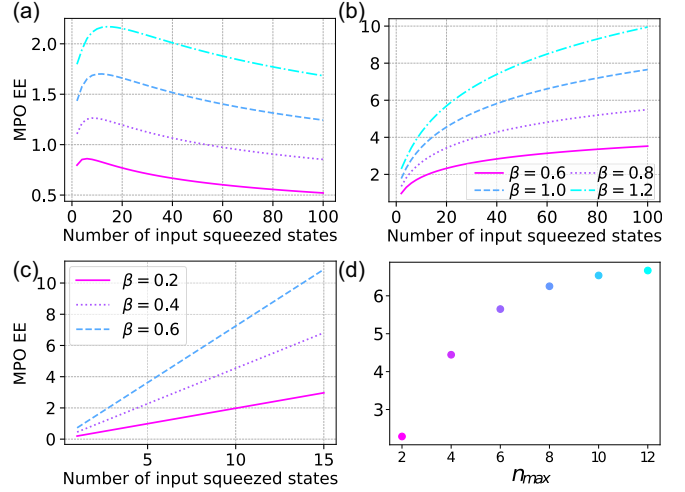 (a)
MPO EE
2.0
1.5
1.0
0.5
0 20 40 60 80 100
Number of input squeezed states
(b)
10
8
6
4
2
β = 0.6 β = 0.8
β = 1.0 β = 1.2
0 20 40 60 80 100
Number of input squeezed states
(c)
MPO EE
10
8
6
4
2
0
β = 0.2
β = 0.4
β = 0.6
5 10 15
Number of input squeezed states
(d)
6
5
4
3
2 4 6 8 10 12
n_max